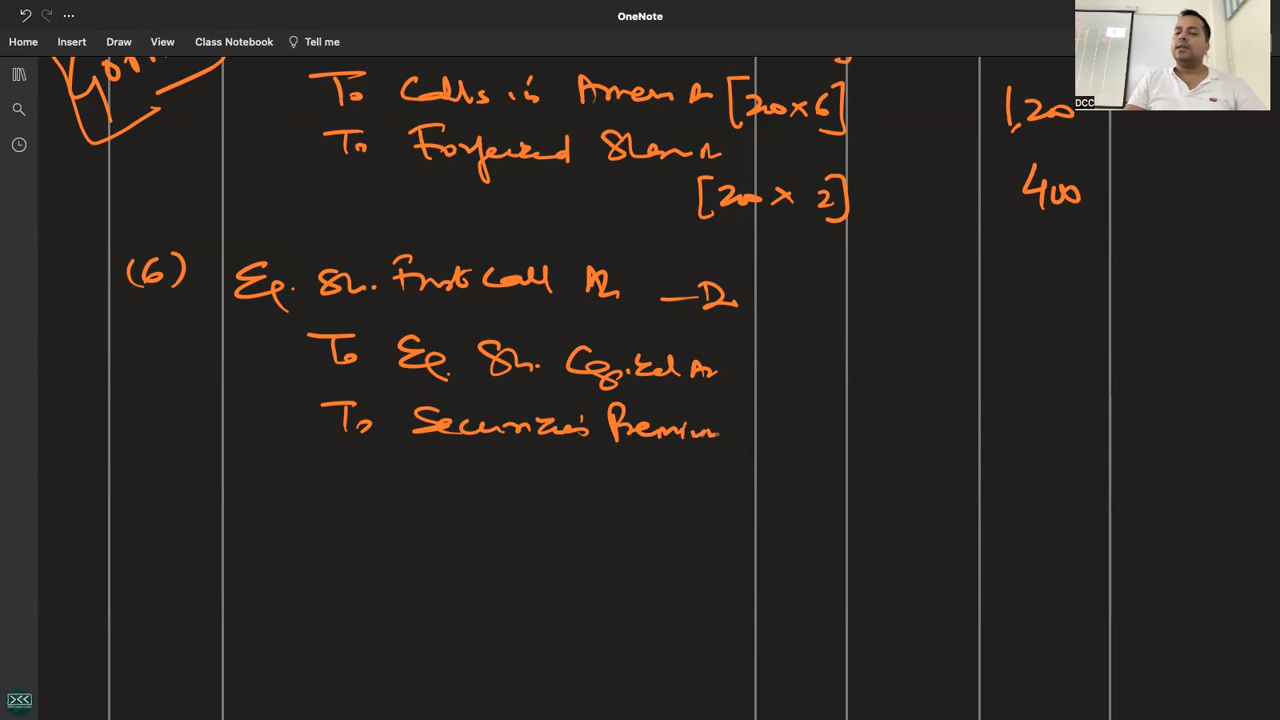 OneNote
Home Insert Draw View Class Notebook Tell me
To Calls in Arrear A/c [200 x 6] 1,200
To Forfeited Share A/c
[200 x 2] 400
(6) Eq. Sh. First Call A/c —Dr
To Eq. Sh. Capital A/c
To Securities Premium
DCC